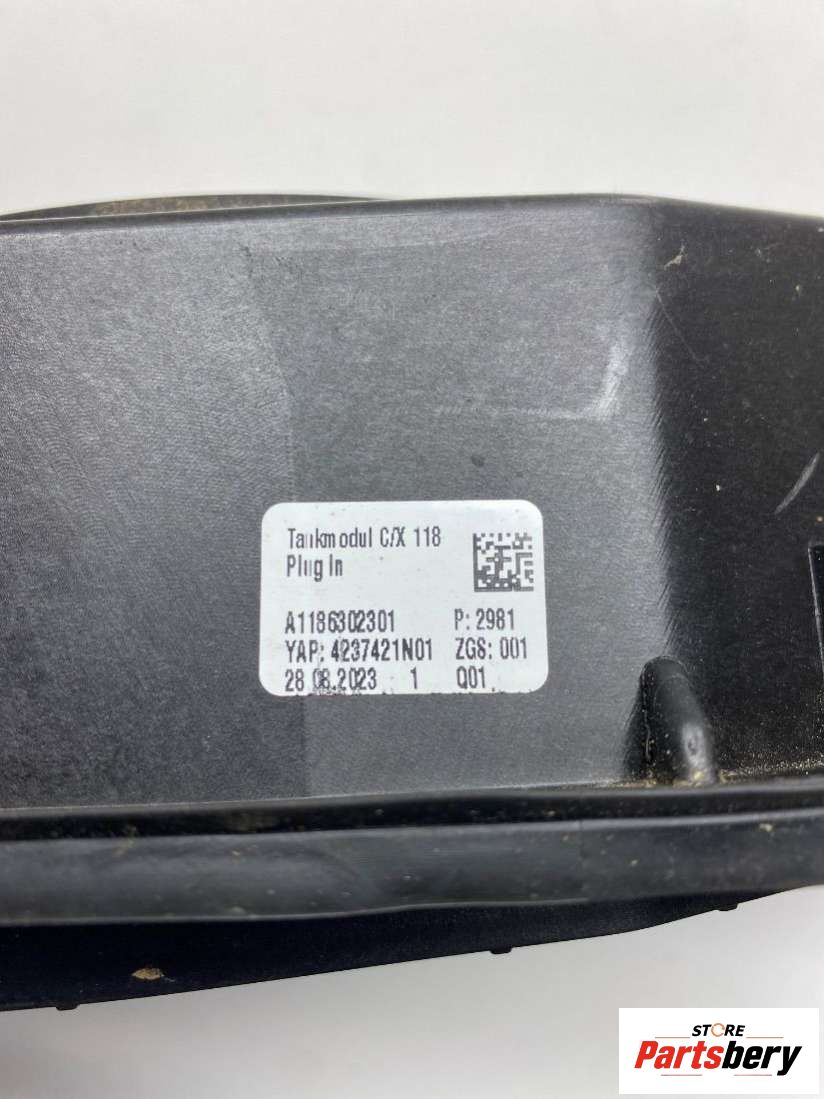 Tankmodul C/X 118
Plug In
A1186302301 P: 2981
YAP: 4237421N01 ZGS: 001
28.08.2023 1 Q01
STORE
Partsbery